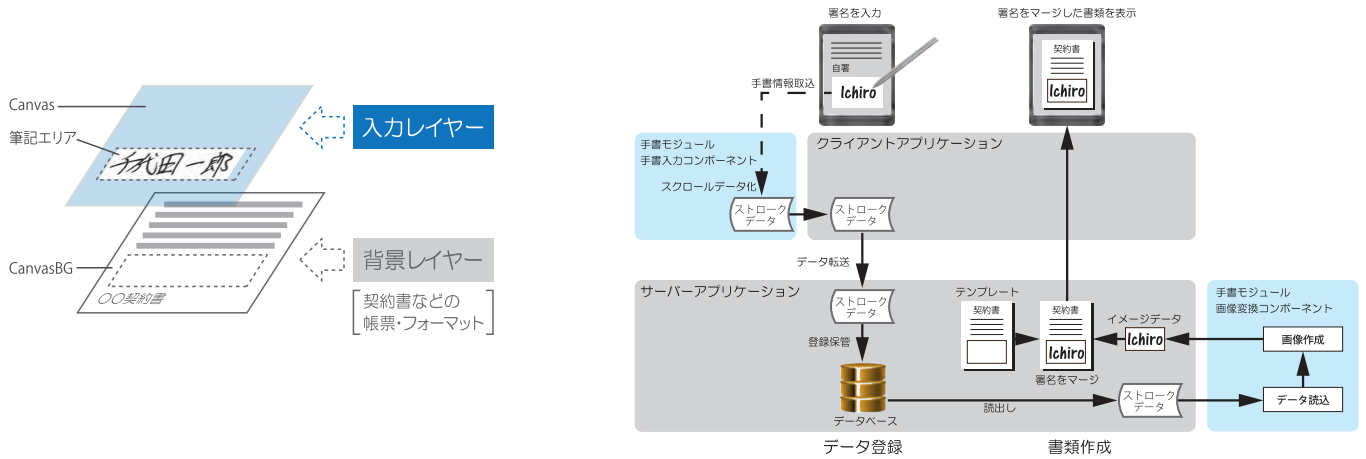 Canvas
筆記エリア
千代田一郎
入力レイヤー
CanvasBG
〇〇契約書
背景レイヤー
契約書などの
帳票・フォーマット
署名を入力
自署
Ichiro
手書情報取込
署名をマージした書類を表示
契約書
Ichiro
手書モジュール
手書入力コンポーネント
スクロールデータ化
ストローク
データ
クライアントアプリケーション
ストローク
データ
データ転送
サーバーアプリケーション
ストローク
データ
登録保管
データベース
読出し
テンプレート
契約書
契約書
Ichiro
署名をマージ
イメージデータ
Ichiro
ストローク
データ
手書モジュール
画像変換コンポーネント
画像作成
データ読込
データ登録
書類作成